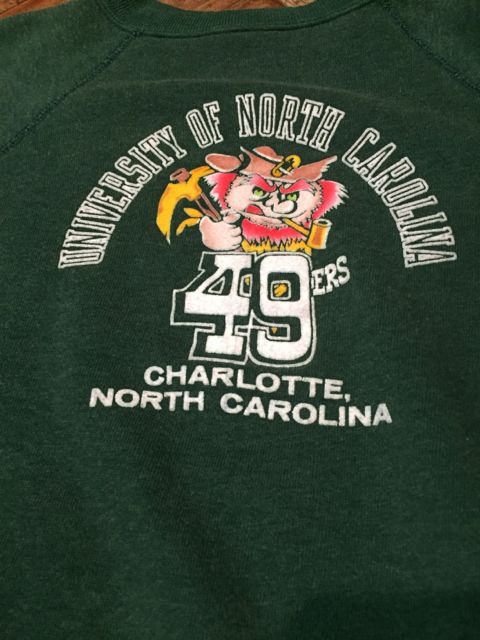 UNIVERSITY OF NORTH CAROLINA
49ERS
CHARLOTTE,
NORTH CAROLINA